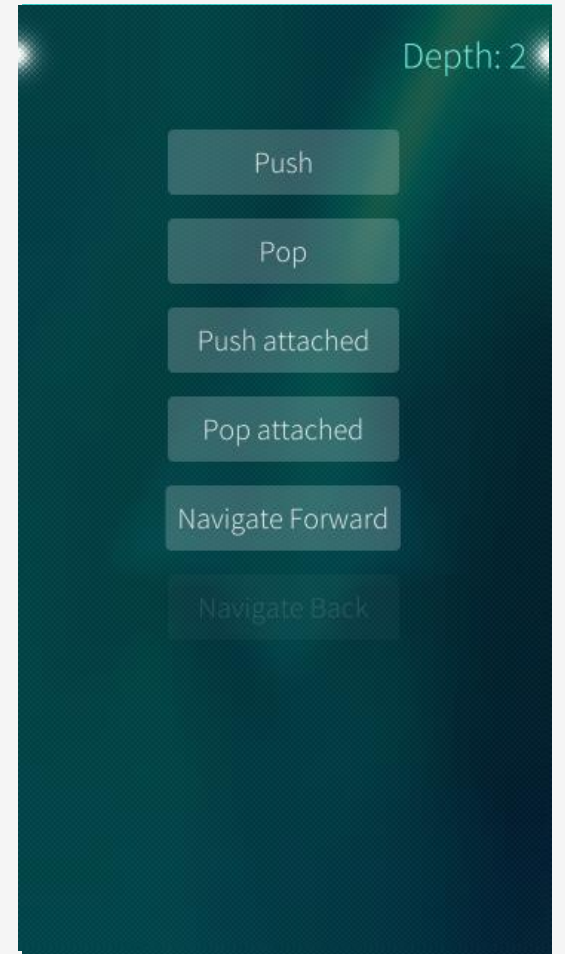 Depth: 2
Push
Pop
Push attached
Pop attached
Navigate Forward
Navigate Back